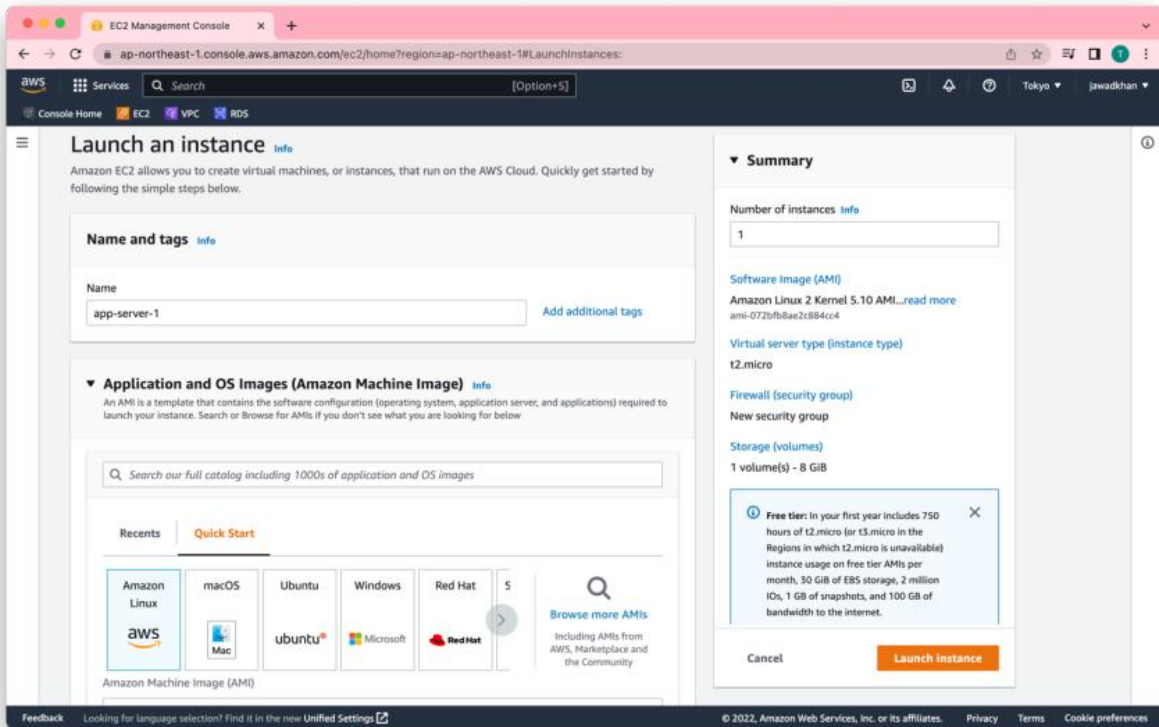 EC2 Management Console
ap-northeast-1.console.aws.amazon.com/ec2/home?region=ap-northeast-1#LaunchInstances:
T
aws
Services
Search
[Option+S]
Tokyo
jawadkhan
Console Home
EC2
VPC
RDS
Launch an instance Info
Amazon EC2 allows you to create virtual machines, or instances, that run on the AWS Cloud. Quickly get started by
following the simple steps below.
Name and tags Info
Name
app-server-1
Add additional tags
Application and OS Images (Amazon Machine Image) Info
An AMI is a template that contains the software configuration (operating system, application server, and applications) required to
launch your instance. Search or Browse for AMIs if you don't see what you are looking for below
Search our full catalog including 1000s of application and OS images
Recents
Quick Start
Amazon
Linux
aws
macOS
Mac
Ubuntu
ubuntu
Windows
Microsoft
Red Hat
Red Hat
S
Browse more AMIs
Including AMIs from
AWS, Marketplace and
the Community
Amazon Machine Image (AMI)
Summary
Number of instances Info
1
Software Image (AMI)
Amazon Linux 2 Kernel 5.10 AMI...read more
ami-072bfb8ae2c884cc4
Virtual server type (instance type)
t2.micro
Firewall (security group)
New security group
Storage (volumes)
1 volume(s) - 8 GiB
Free tier: In your first year includes 750
hours of t2.micro (or t3.micro in the
Regions in which t2.micro is unavailable)
instance usage on free tier AMIs per
month, 30 GiB of EBS storage, 2 million
IOs, 1 GB of snapshots, and 100 GB of
bandwidth to the internet.
Cancel
Launch instance
Feedback
Looking for language selection? Find it in the new Unified Settings
© 2022, Amazon Web Services, Inc. or its affiliates.
Privacy
Terms
Cookie preferences